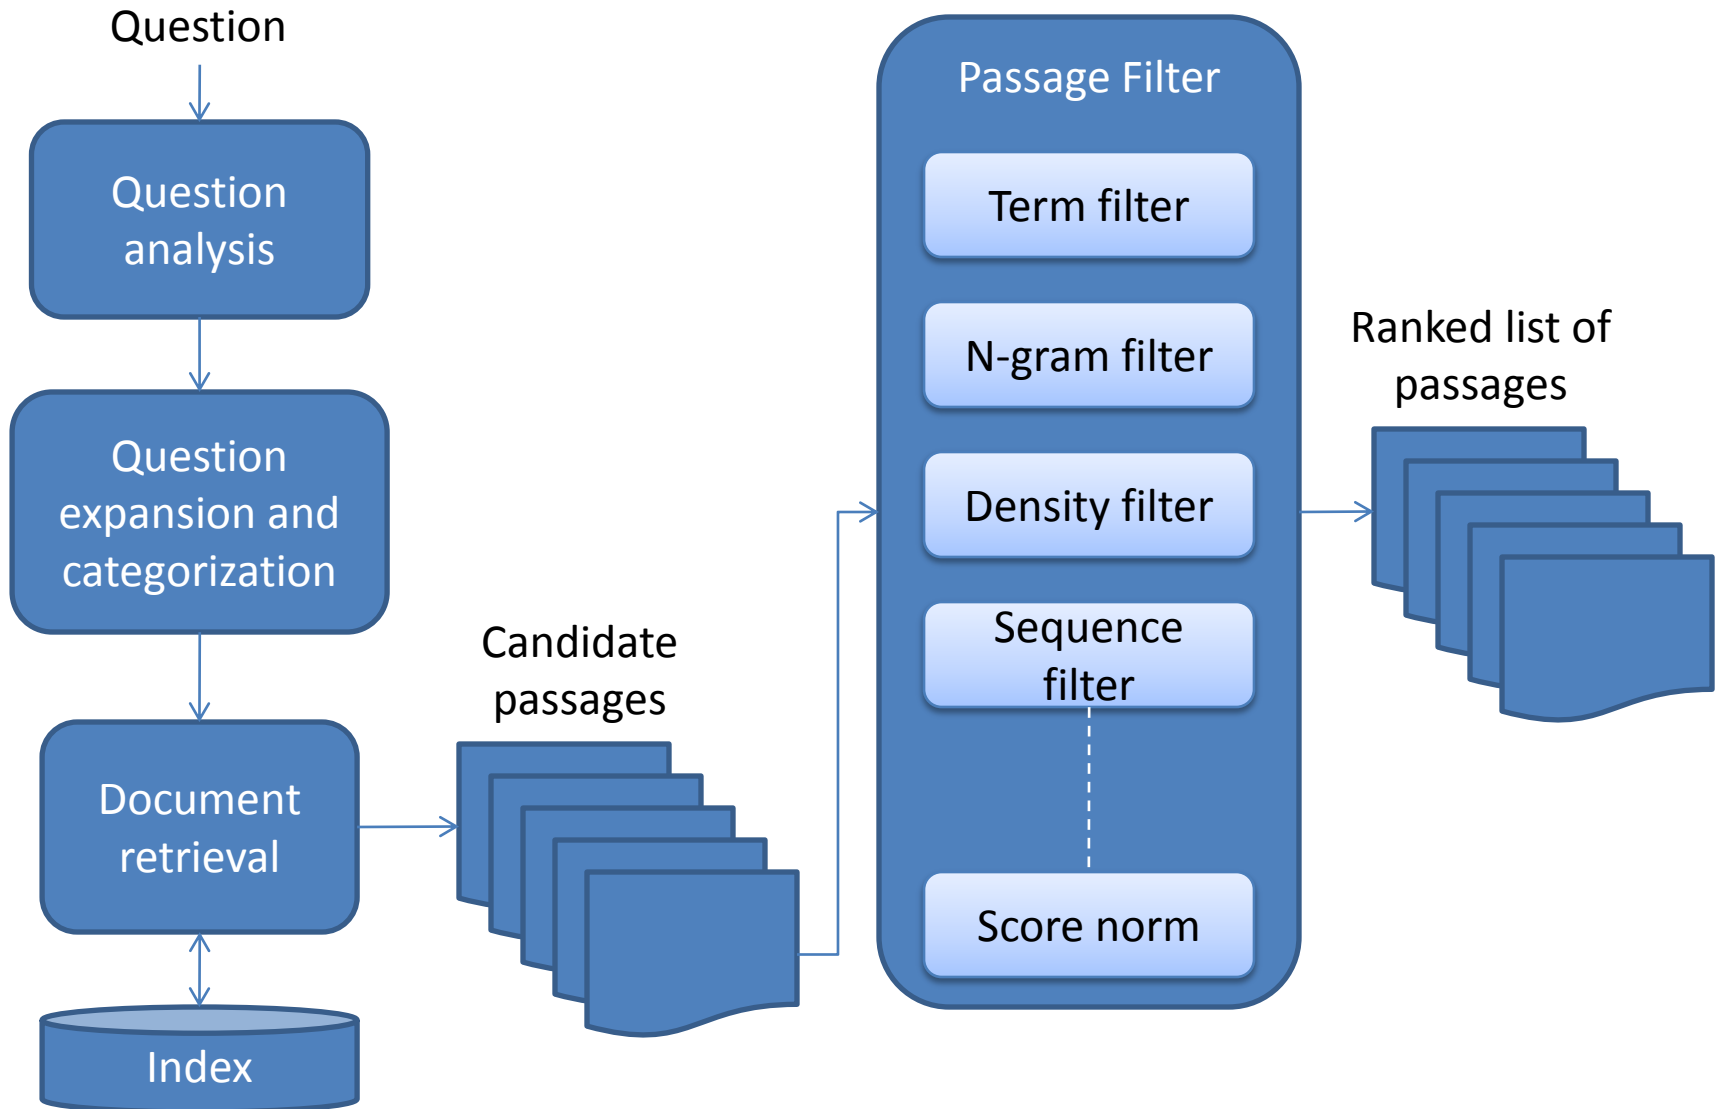 Question
Question
analysis
Question
expansion and
categorization
Document
retrieval
Index
Candidate
passages
Passage Filter
Term filter
N-gram filter
Density filter
Sequence
filter
Score norm
Ranked list of
passages